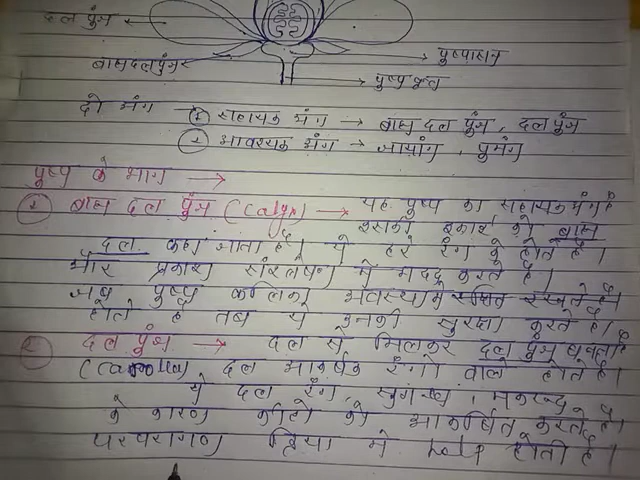 दल पुंज
बाह्यदलपुंज
पुष्पासन
पुष्पवृन्त
दो अंग → ① सहायक अंग → बाह्य दल पुंज, दल पुंज
② आवश्यक अंग → जायांग, पुमंग
पुष्प के भाग →
① बाह्य दल पुंज (Calyx) → यह पुष्प का सहायक अंग है
इसकी इकाई को बाह्य
दल कहा जाता है। ये हरे रंग के होते हैं।
और प्रकाश संश्लेषण में मदद करते हैं।
जब पुष्प कलिका अवस्था में
होते हैं तब ये इनकी सुरक्षा करते हैं।
② दल पुंज → दल से मिलकर दल पुंज बनता है
(Corolla) दल आकर्षक रंगो वाले होते हैं।
ये दल रंग, सुगन्ध, मकरन्द
के कारण कीटो को आकर्षित करते हैं।
परपरागण क्रिया मे help होती है।